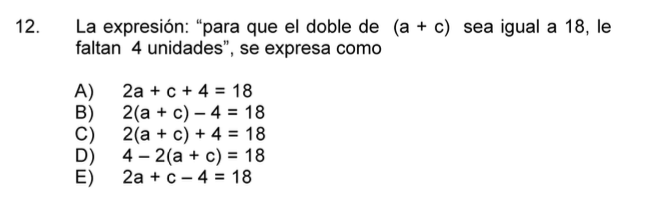 12. La expresión: “para que el doble de (a + c) sea igual a 18, le
faltan 4 unidades”, se expresa como
A) 2a + c + 4 = 18
B) 2(a + c) – 4 = 18
C) 2(a + c) + 4 = 18
D) 4 – 2(a + c) = 18
E) 2a + c – 4 = 18